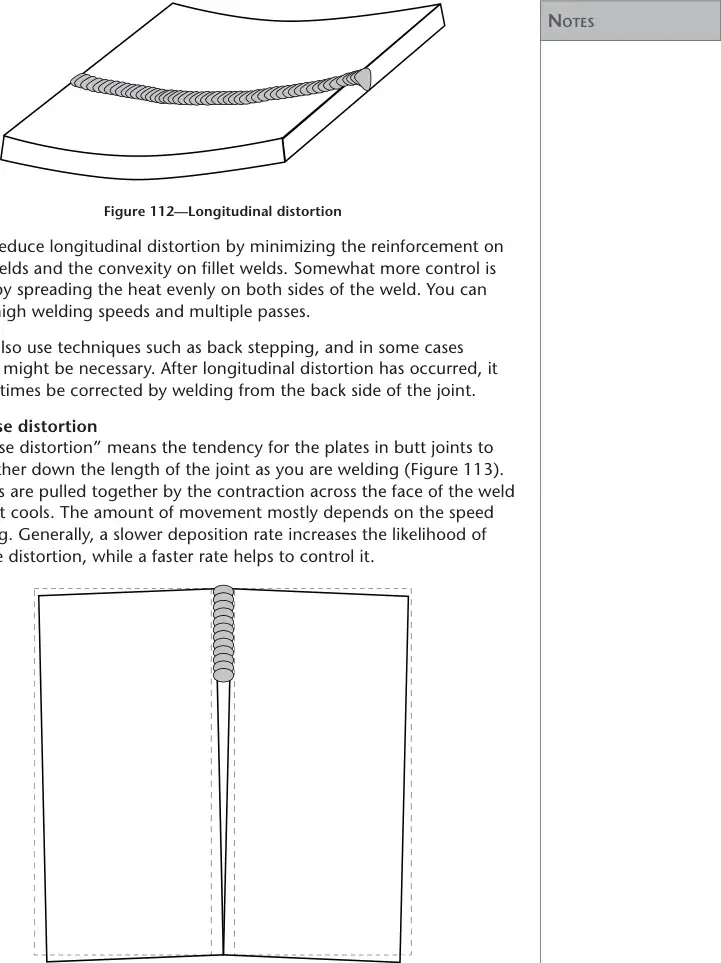 NOTES
Figure 112—Longitudinal distortion
educe longitudinal distortion by minimizing the reinforcement on
elds and the convexity on fillet welds. Somewhat more control is
by spreading the heat evenly on both sides of the weld. You can
igh welding speeds and multiple passes.
lso use techniques such as back stepping, and in some cases
might be necessary. After longitudinal distortion has occurred, it
times be corrected by welding from the back side of the joint.
se distortion
se distortion” means the tendency for the plates in butt joints to
ther down the length of the joint as you are welding (Figure 113).
s are pulled together by the contraction across the face of the weld
t cools. The amount of movement mostly depends on the speed
g. Generally, a slower deposition rate increases the likelihood of
e distortion, while a faster rate helps to control it.